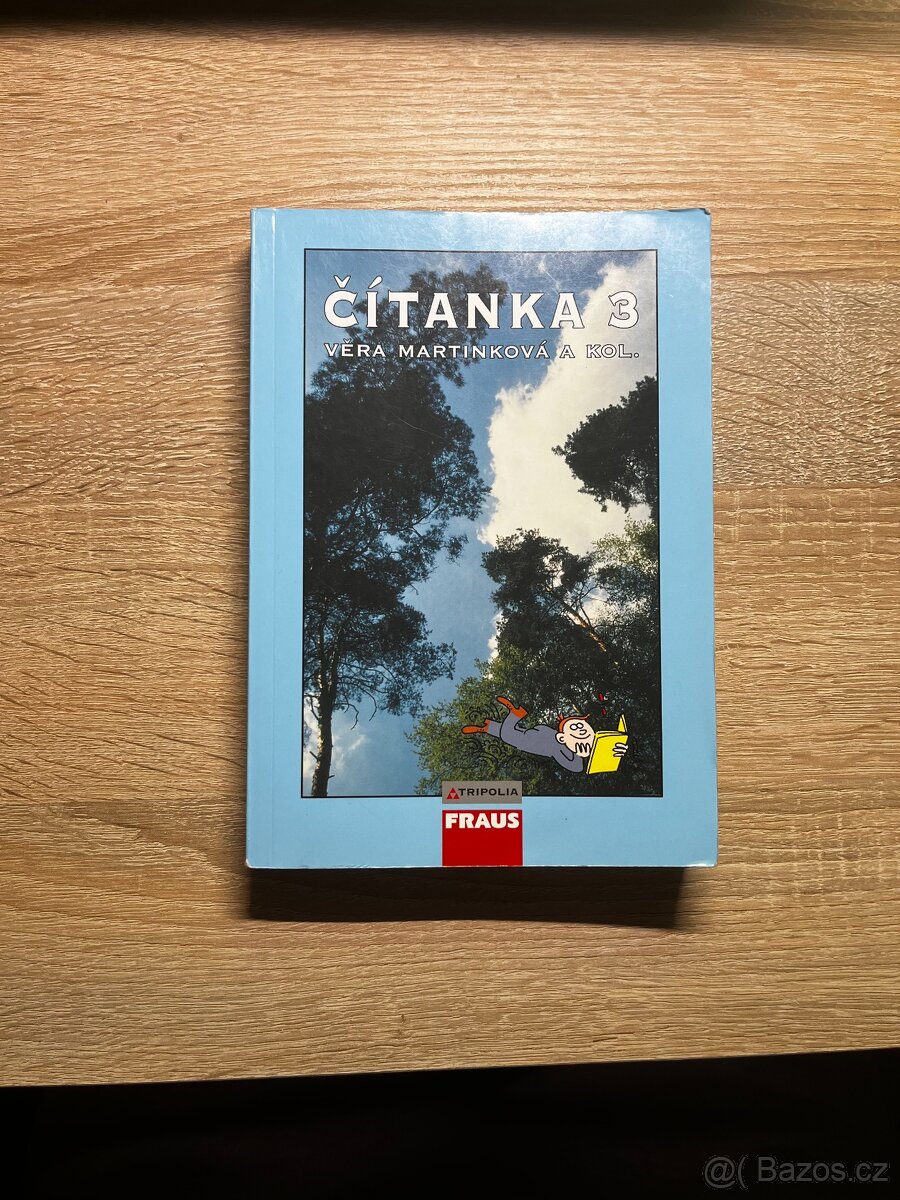 ČÍTANKA 3
VĚRA MARTINKOVÁ A KOL.
TRIPOLIA
FRAUS
@( Bazos.cz